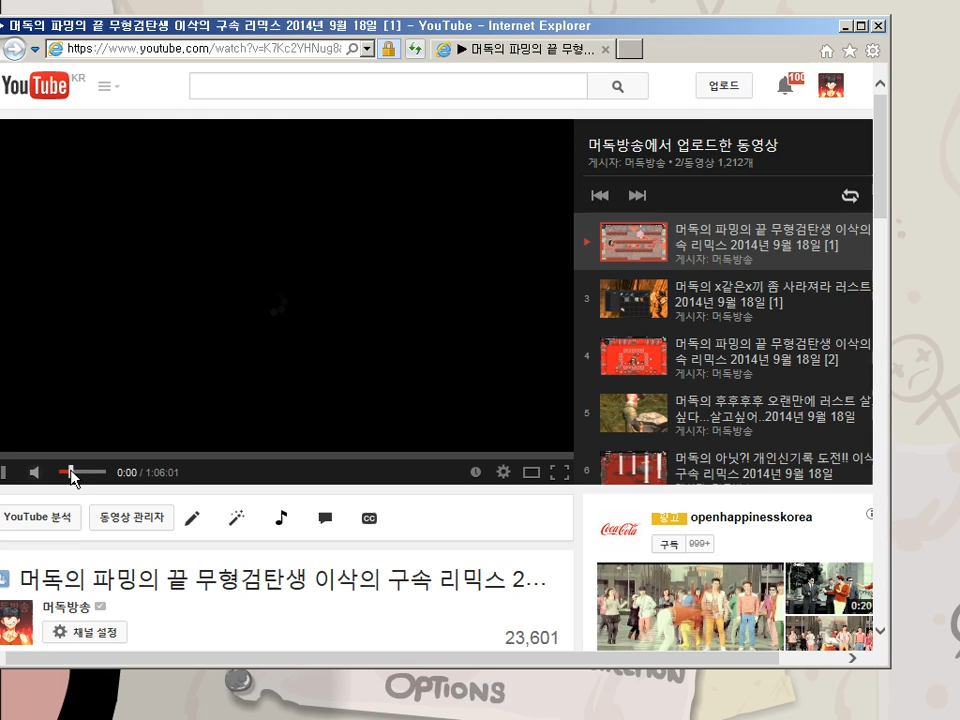 머독의 파밍의 끝 무형검탄생 이삭의 구속 리믹스 2014년 9월 18일 [1] - YouTube - Internet Explorer
https://www.youtube.com/watch?v=K7Kc2YHNug8
머독의 파밍의 끝 무형...
YouTube KR
업로드
100
머독방송에서 업로드한 동영상
게시자: 머독방송 • 2/동영상 1,212개
머독의 파밍의 끝 무형검탄생 이삭의
속 리믹스 2014년 9월 18일 [1]
게시자: 머독방송
3
머독의 x같은x끼 좀 사라져라 러스트
2014년 9월 18일 [1]
게시자: 머독방송
4
머독의 파밍의 끝 무형검탄생 이삭의
속 리믹스 2014년 9월 18일 [2]
게시자: 머독방송
5
머독의 후후후후 오랜만에 러스트 살
싶다...살고싶어..2014년 9월 18일
게시자: 머독방송
6
머독의 아닛?! 개인신기록 도전!! 이삭
구속 리믹스 2014년 9월 18일
0:00 / 1:06:01
YouTube 분석
동영상 관리자
CC
머독의 파밍의 끝 무형검탄생 이삭의 구속 리믹스 2...
머독방송
채널 설정
23,601
Coca-Cola
광고 openhappinesskorea
구독 999+
0:20
OPTIONS